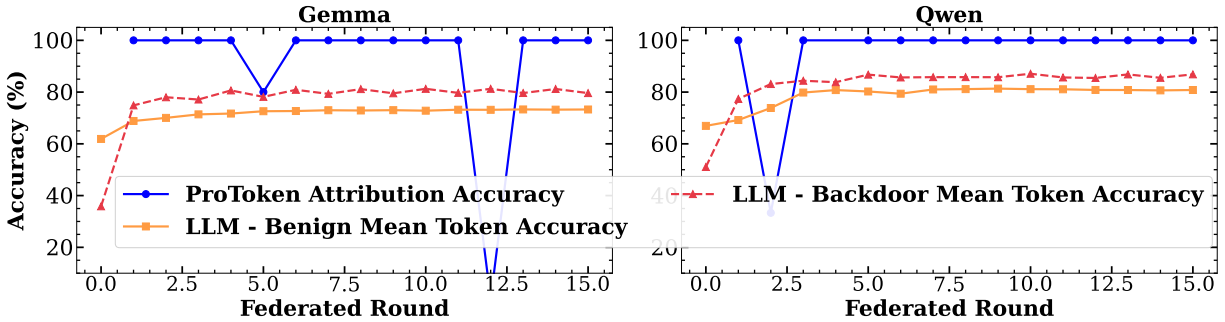 Gemma
Qwen
Accuracy (%)
100
80
60
40
20
100
80
60
40
20
ProToken Attribution Accuracy
LLM - Benign Mean Token Accuracy
LLM - Backdoor Mean Token Accuracy
0.0 2.5 5.0 7.5 10.0 12.5 15.0
0.0 2.5 5.0 7.5 10.0 12.5 15.0
Federated Round
Federated Round